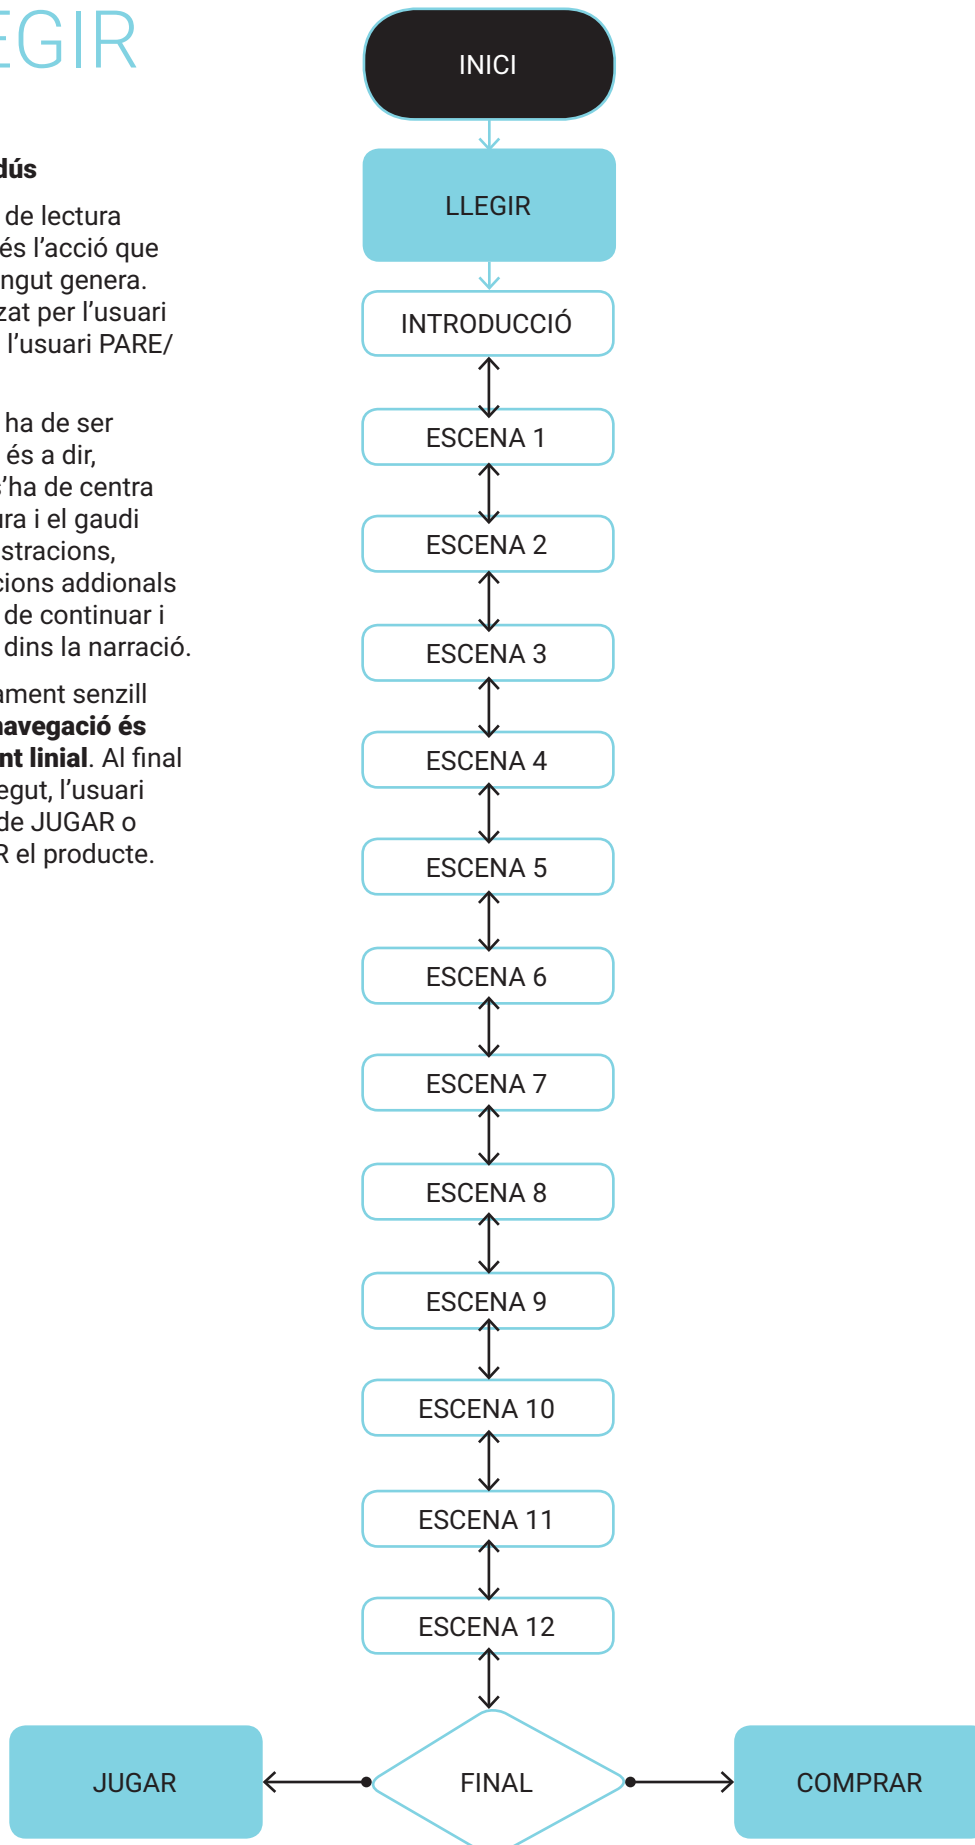 EGIR
dús
de lectura
és l’acció que
ngut genera.
zat per l’usuari
l’usuari PARE/
ha de ser
és a dir,
s’ha de centra
ura i el gaudi
stracions,
cions addionals
de continuar i
dins la narració.
ament senzill
navegació és
nt linial. Al final
egut, l’usuari
de JUGAR o
R el producte.
INICI
LLEGIR
INTRODUCCIÓ
ESCENA 1
ESCENA 2
ESCENA 3
ESCENA 4
ESCENA 5
ESCENA 6
ESCENA 7
ESCENA 8
ESCENA 9
ESCENA 10
ESCENA 11
ESCENA 12
JUGAR
FINAL
COMPRAR